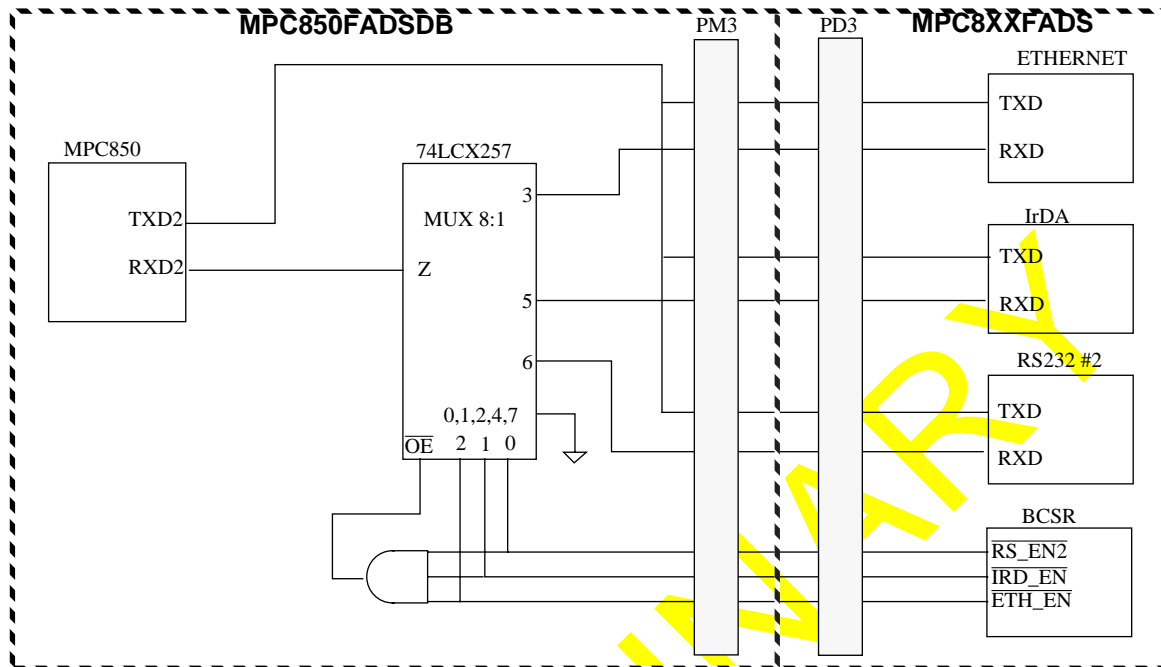 MPC850FADSDB
PM3
PD3
MPC8XXFADS
ETHERNET
TXD
RXD
MPC850
TXD2
RXD2
74LCX257
MUX 8:1
Z
3
5
6
0,1,2,4,7
OE 2 1 0
IrDA
TXD
RXD
RS232 #2
TXD
RXD
BCSR
RS_EN2
IRD_EN
ETH_EN
INARY